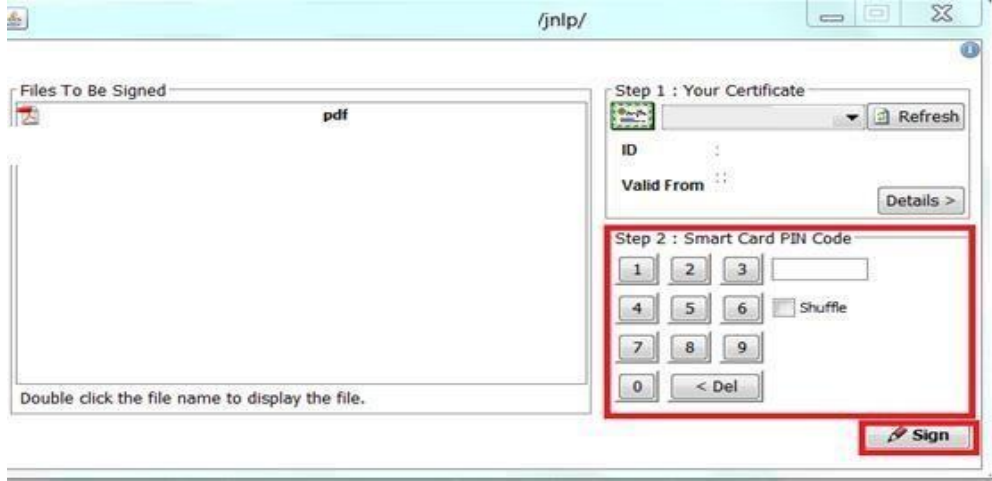 /jnlp/
Files To Be Signed
pdf
Double click the file name to display the file.
Step 1 : Your Certificate
Refresh
ID :
Valid From : :
Details >
Step 2 : Smart Card PIN Code
1 2 3
4 5 6 Shuffle
7 8 9
0 < Del
Sign